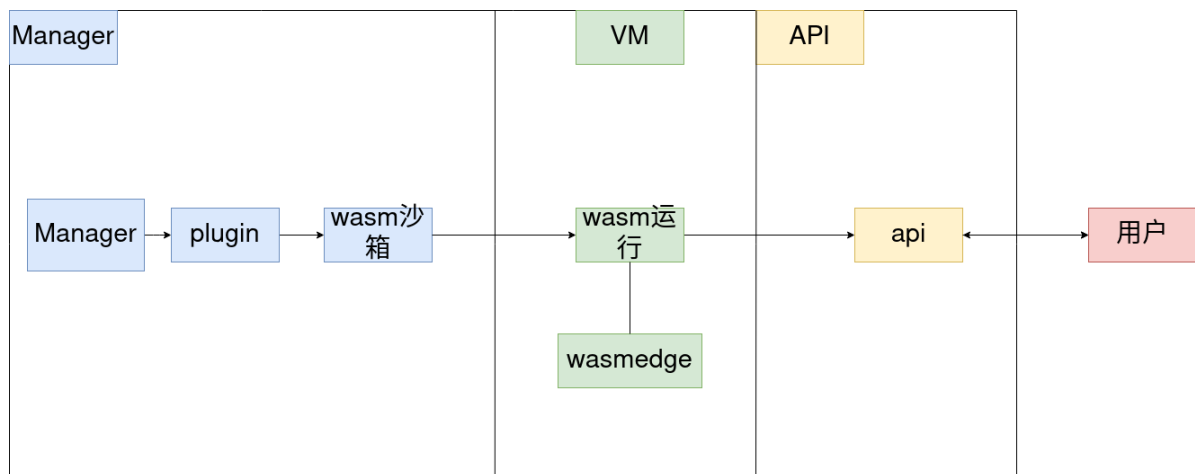 Manager
VM
API
Manager
plugin
wasm沙
箱
wasm运
行
api
用户
wasmedge